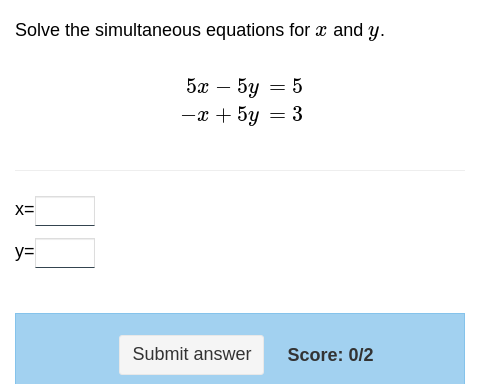 Solve the simultaneous equations for x and y.
5x − 5y = 5
−x + 5y = 3
x=
y=
Submit answer Score: 0/2